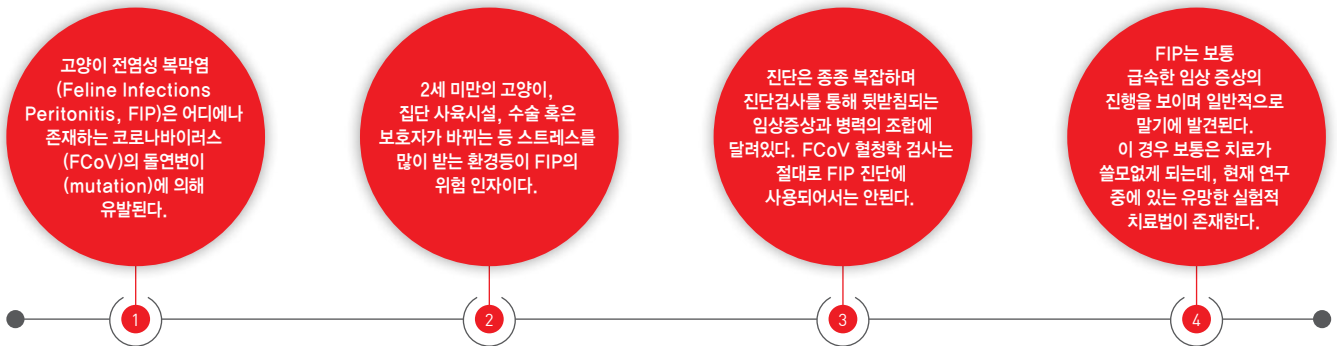 고양이 전염성 복막염
(Feline Infections
Peritonitis, FIP)은 어디에나
존재하는 코로나바이러스
(FCoV)의 돌연변이
(mutation)에 의해
유발된다.
2세 미만의 고양이,
집단 사육시설, 수술 혹은
보호자가 바뀌는 등 스트레스를
많이 받는 환경등이 FIP의
위험 인자이다.
진단은 종종 복잡하며
진단검사를 통해 뒷받침되는
임상증상과 병력의 조합에
달려있다. FCoV 혈청학 검사는
절대로 FIP 진단에
사용되어서는 안된다.
FIP는 보통
급속한 임상 증상의
진행을 보이며 일반적으로
말기에 발견된다.
이 경우 보통은 치료가
쓸모없게 되는데, 현재 연구
중에 있는 유망한 실험적
치료법이 존재한다.
1
2
3
4